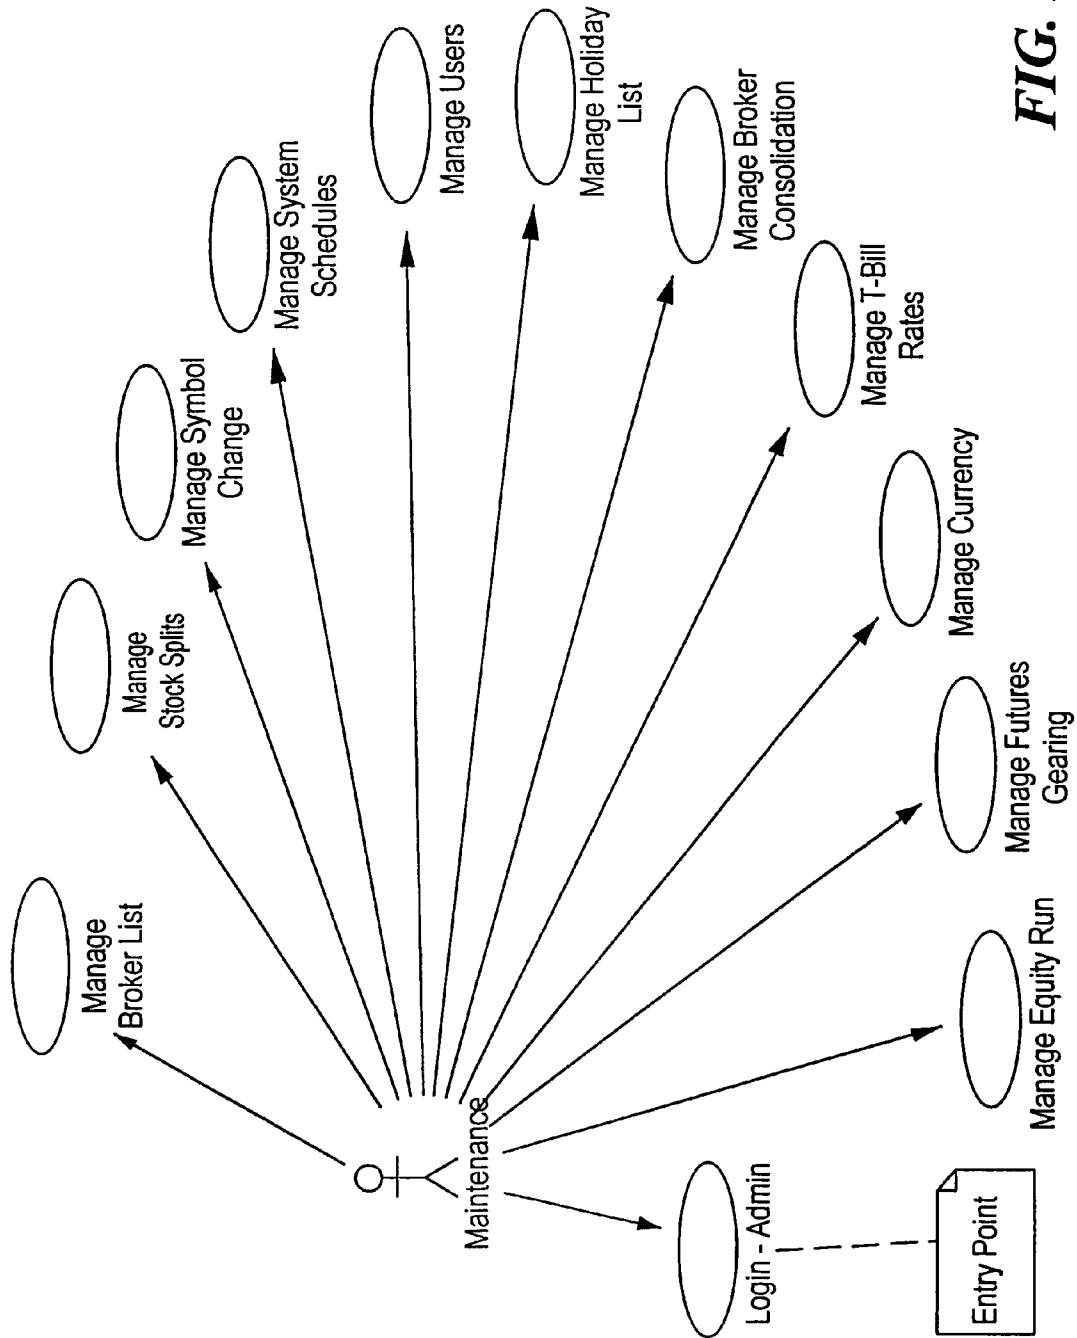 Manage
Broker List
Manage
Stock Splits
Manage Symbol
Change
Manage System
Schedules
Manage Users
Manage Holiday
List
Manage Broker
Consolidation
Manage T-Bill
Rates
Manage Currency
Manage Futures
Gearing
Manage Equity Run
Maintenance
Login - Admin
Entry Point
FIG.